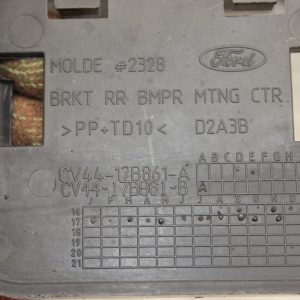 MOLDE #2328
Ford
BRKT RR BMPR MTNG CTR
>PP+TD10< D2A3B
A B C D E F G H
CV44-17B861-A
CV44-17B861-B A
J F M A M J J A S O N D
16
17
18
19
20
21